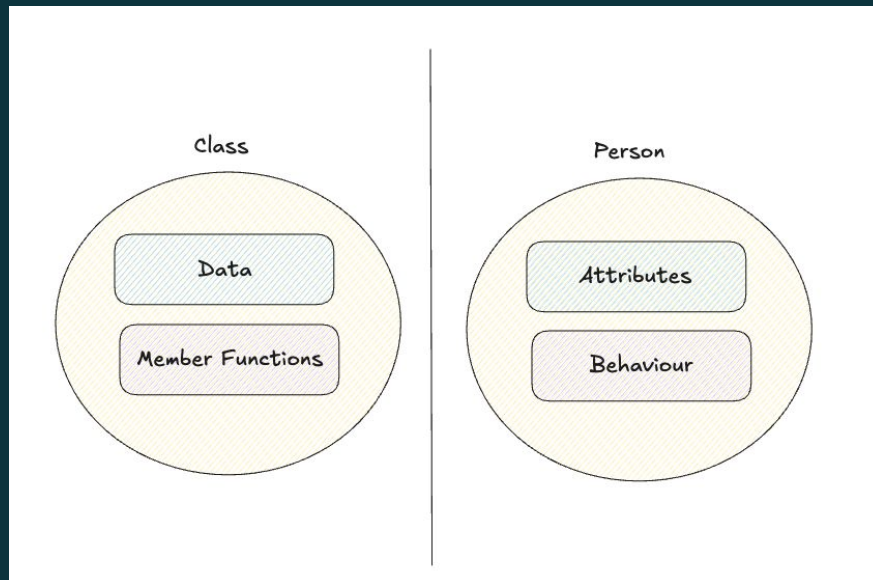 Class
Data
Member Functions
Person
Attributes
Behaviour